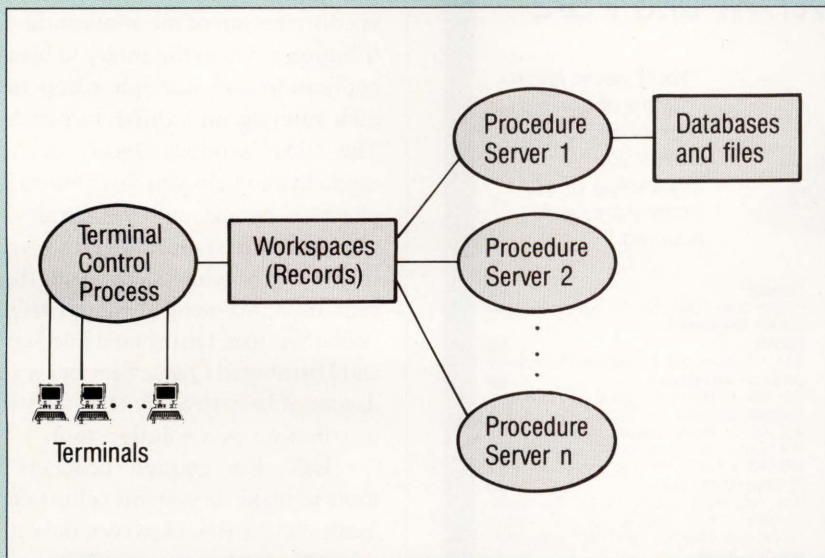 Terminal
Control
Process
Workspaces
(Records)
Procedure
Server 1
Databases
and files
Procedure
Server 2
Procedure
Server n
Terminals